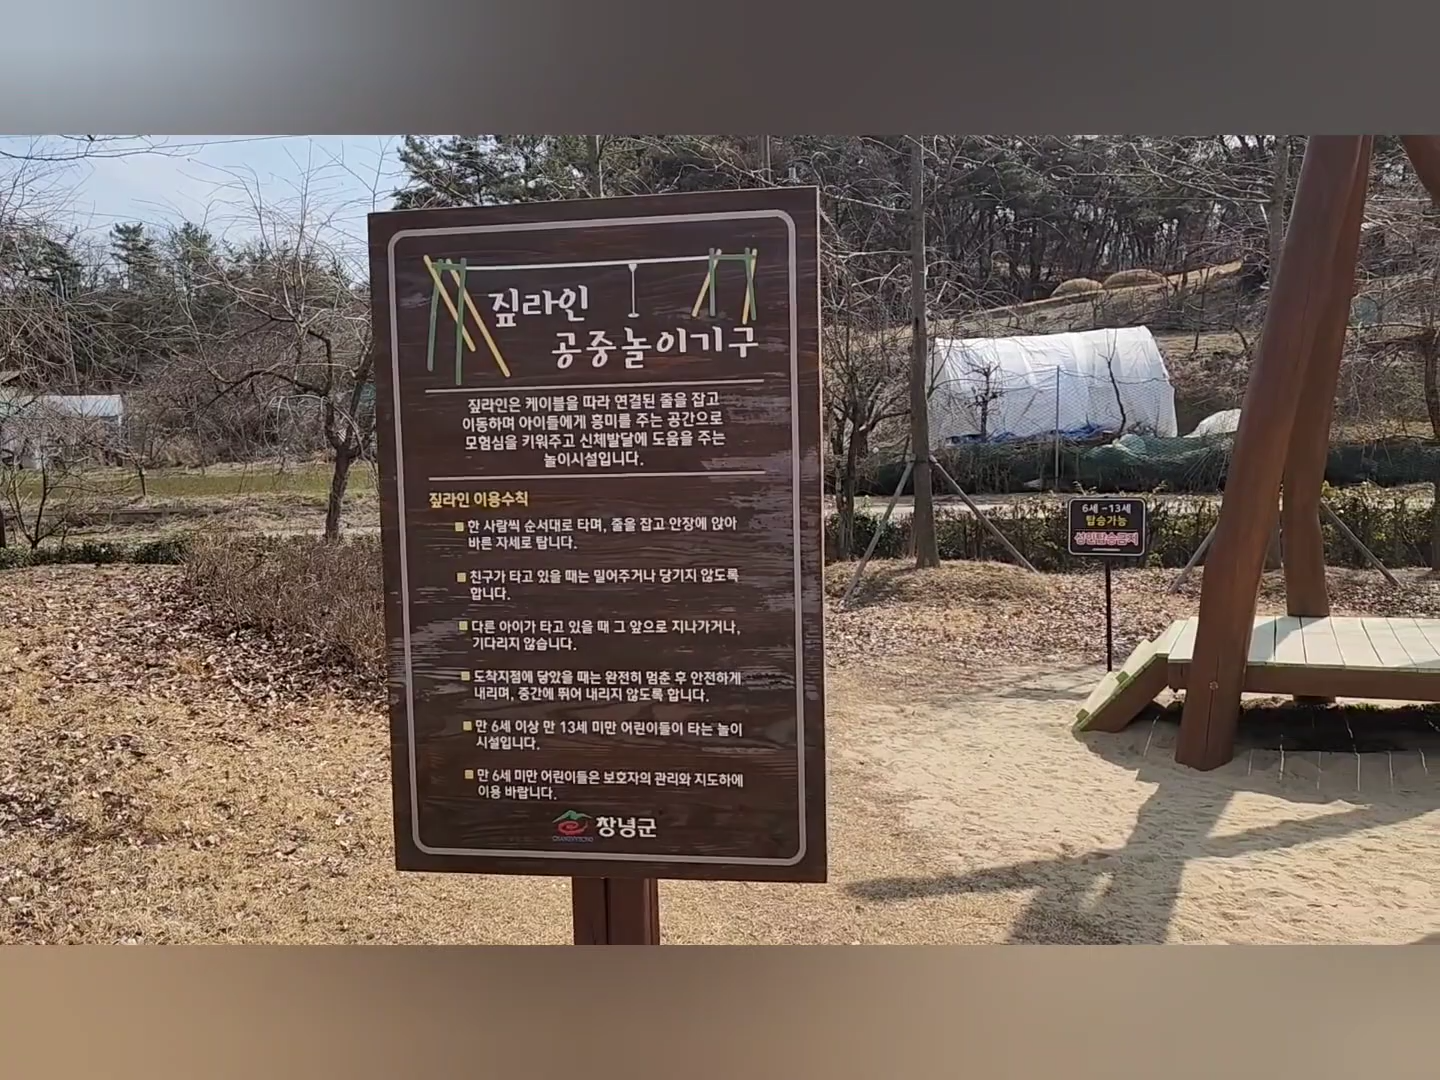 짚라인
공중놀이기구
짚라인은 케이블을 따라 연결된 줄을 잡고
이동하며 아이들에게 흥미를 주는 공간으로
모험심을 키워주고 신체발달에 도움을 주는
놀이시설입니다.
짚라인 이용수칙
한 사람씩 순서대로 타며, 줄을 잡고 안장에 앉아
바른 자세로 탑니다.
친구가 타고 있을 때는 밀어주거나 당기지 않도록
합니다.
다른 아이가 타고 있을 때 그 앞으로 지나가거나,
기다리지 않습니다.
도착지점에 닿았을 때는 완전히 멈춘 후 안전하게
내리며, 중간에 뛰어 내리지 않도록 합니다.
만 6세 이상 만 13세 미만 어린이들이 타는 놀이
시설입니다.
만 6세 미만 어린이들은 보호자의 관리와 지도하에
이용 바랍니다.
창녕군
6세 -13세
탑승가능
성인탑승금지